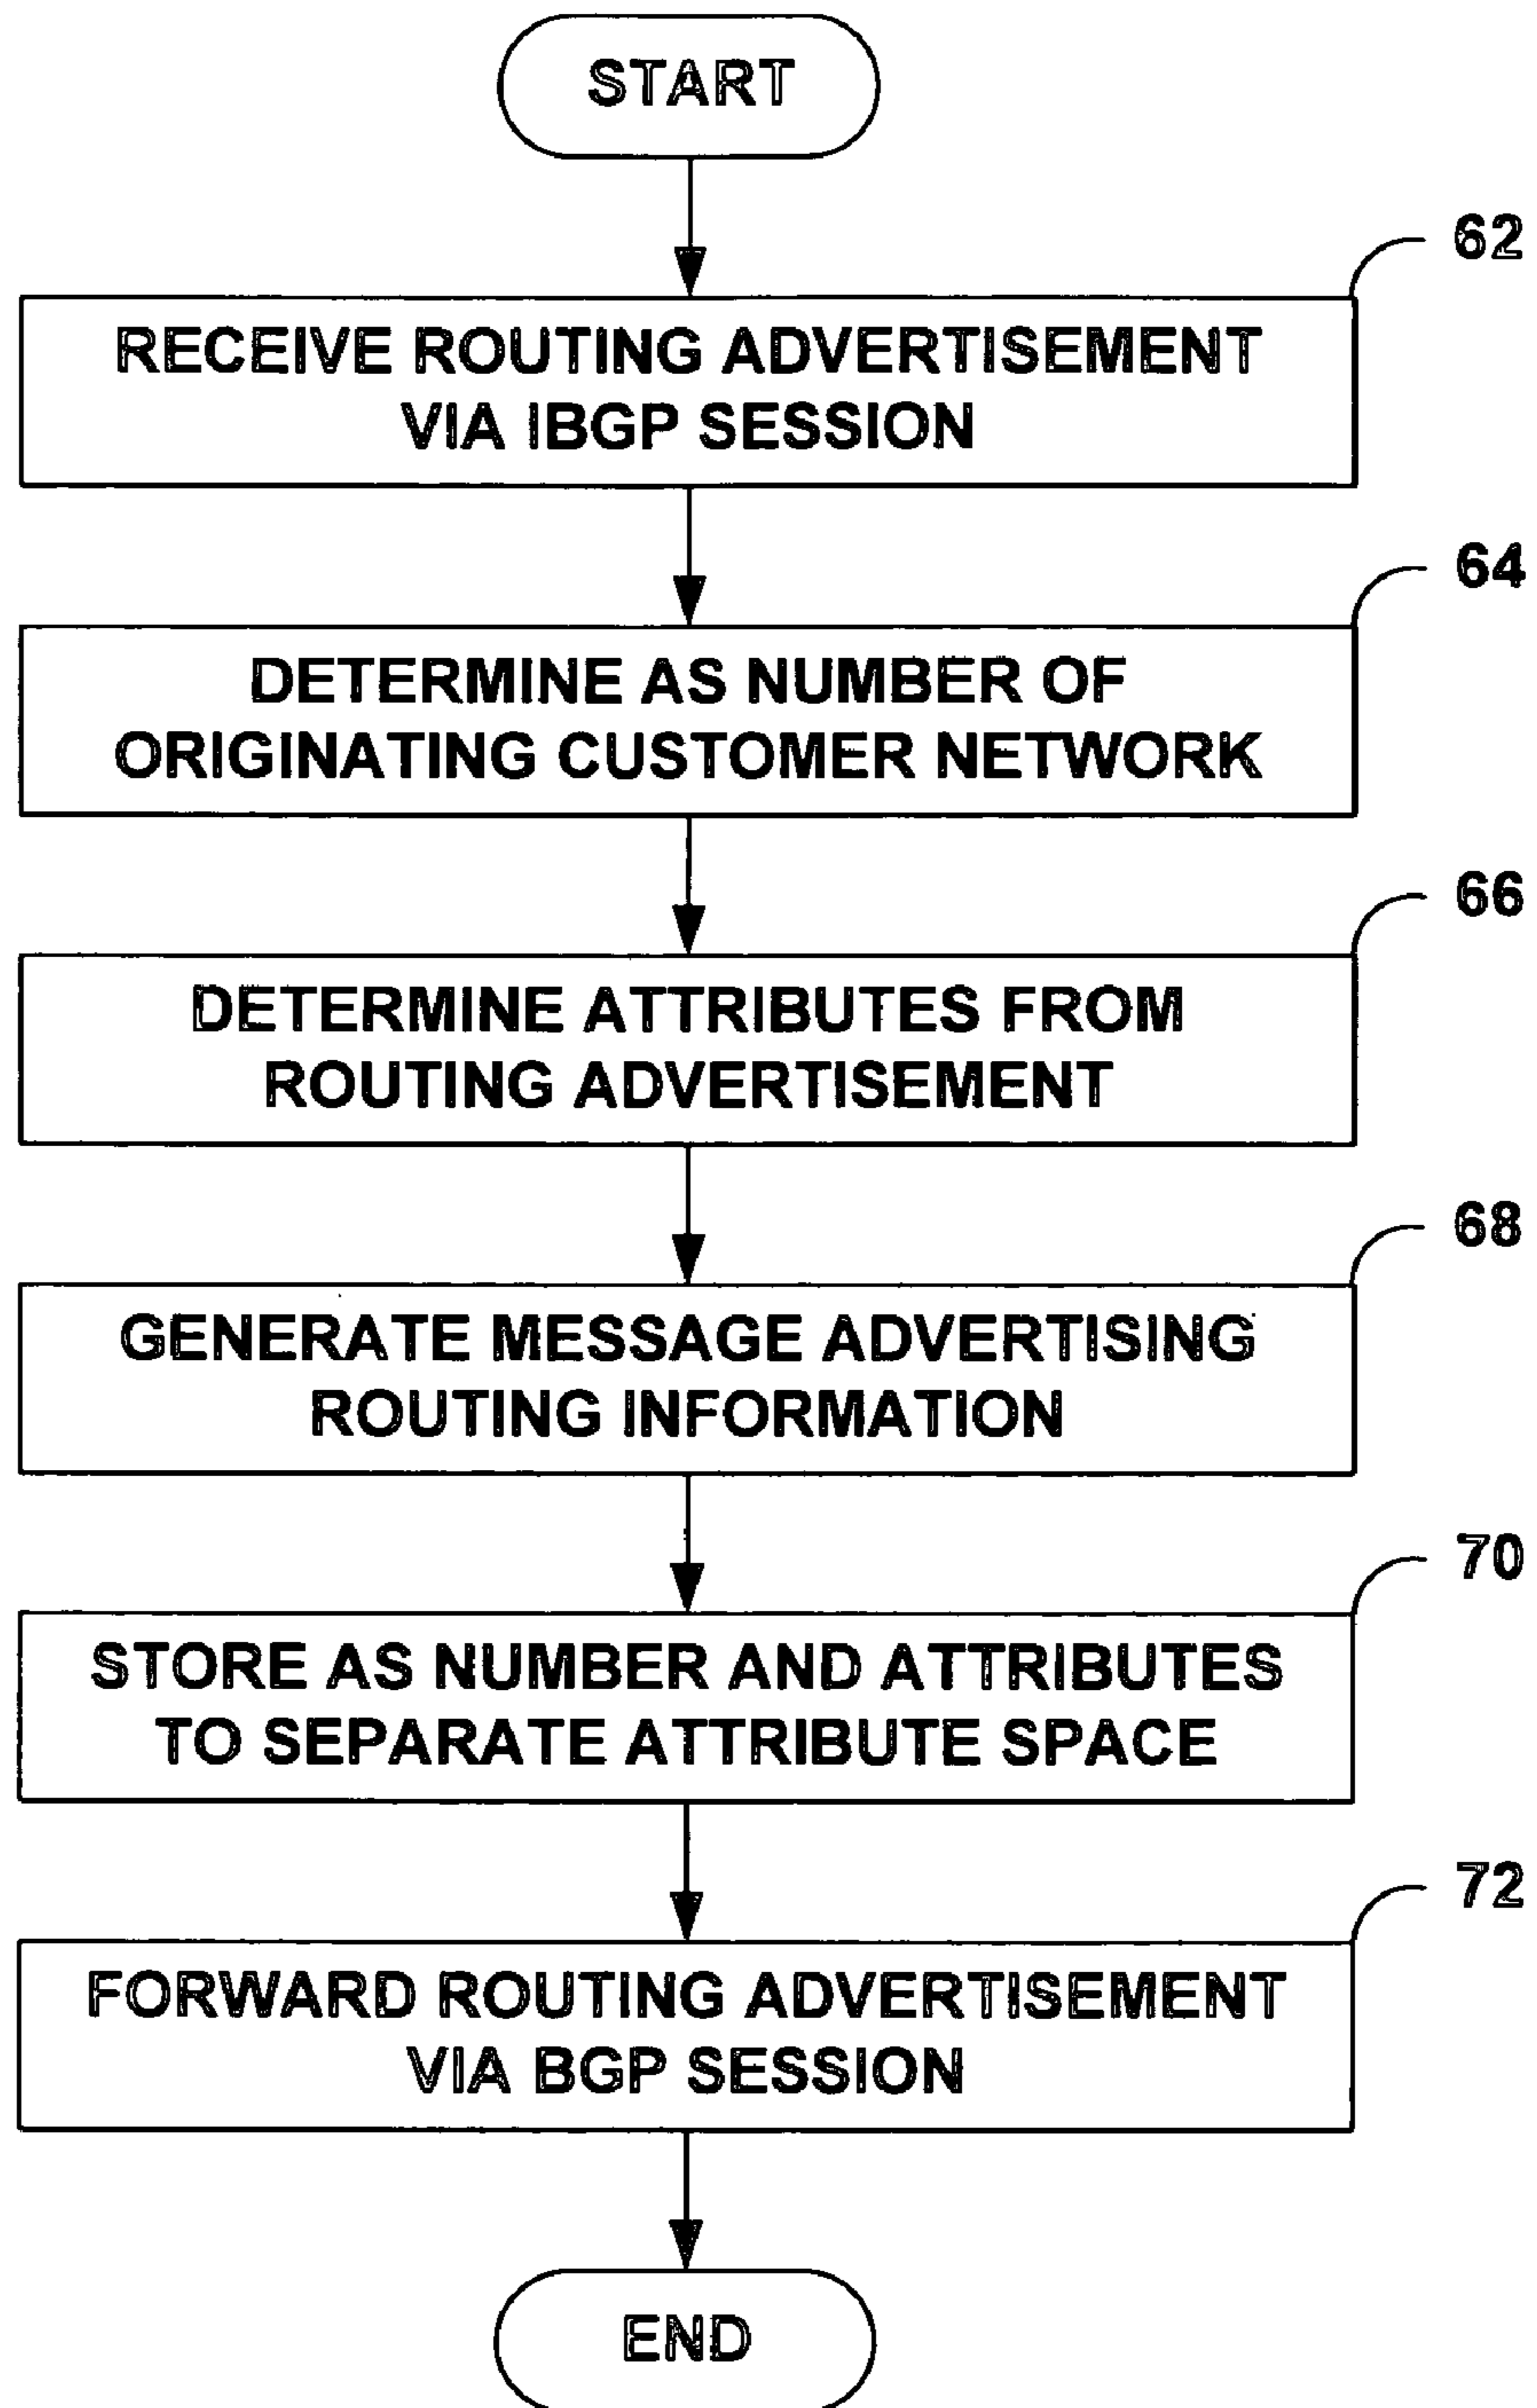 START
62
RECEIVE ROUTING ADVERTISEMENT
VIA IBGP SESSION
64
DETERMINE AS NUMBER OF
ORIGINATING CUSTOMER NETWORK
66
DETERMINE ATTRIBUTES FROM
ROUTING ADVERTISEMENT
68
GENERATE MESSAGE ADVERTISING
ROUTING INFORMATION
70
STORE AS NUMBER AND ATTRIBUTES
TO SEPARATE ATTRIBUTE SPACE
72
FORWARD ROUTING ADVERTISEMENT
VIA BGP SESSION
END